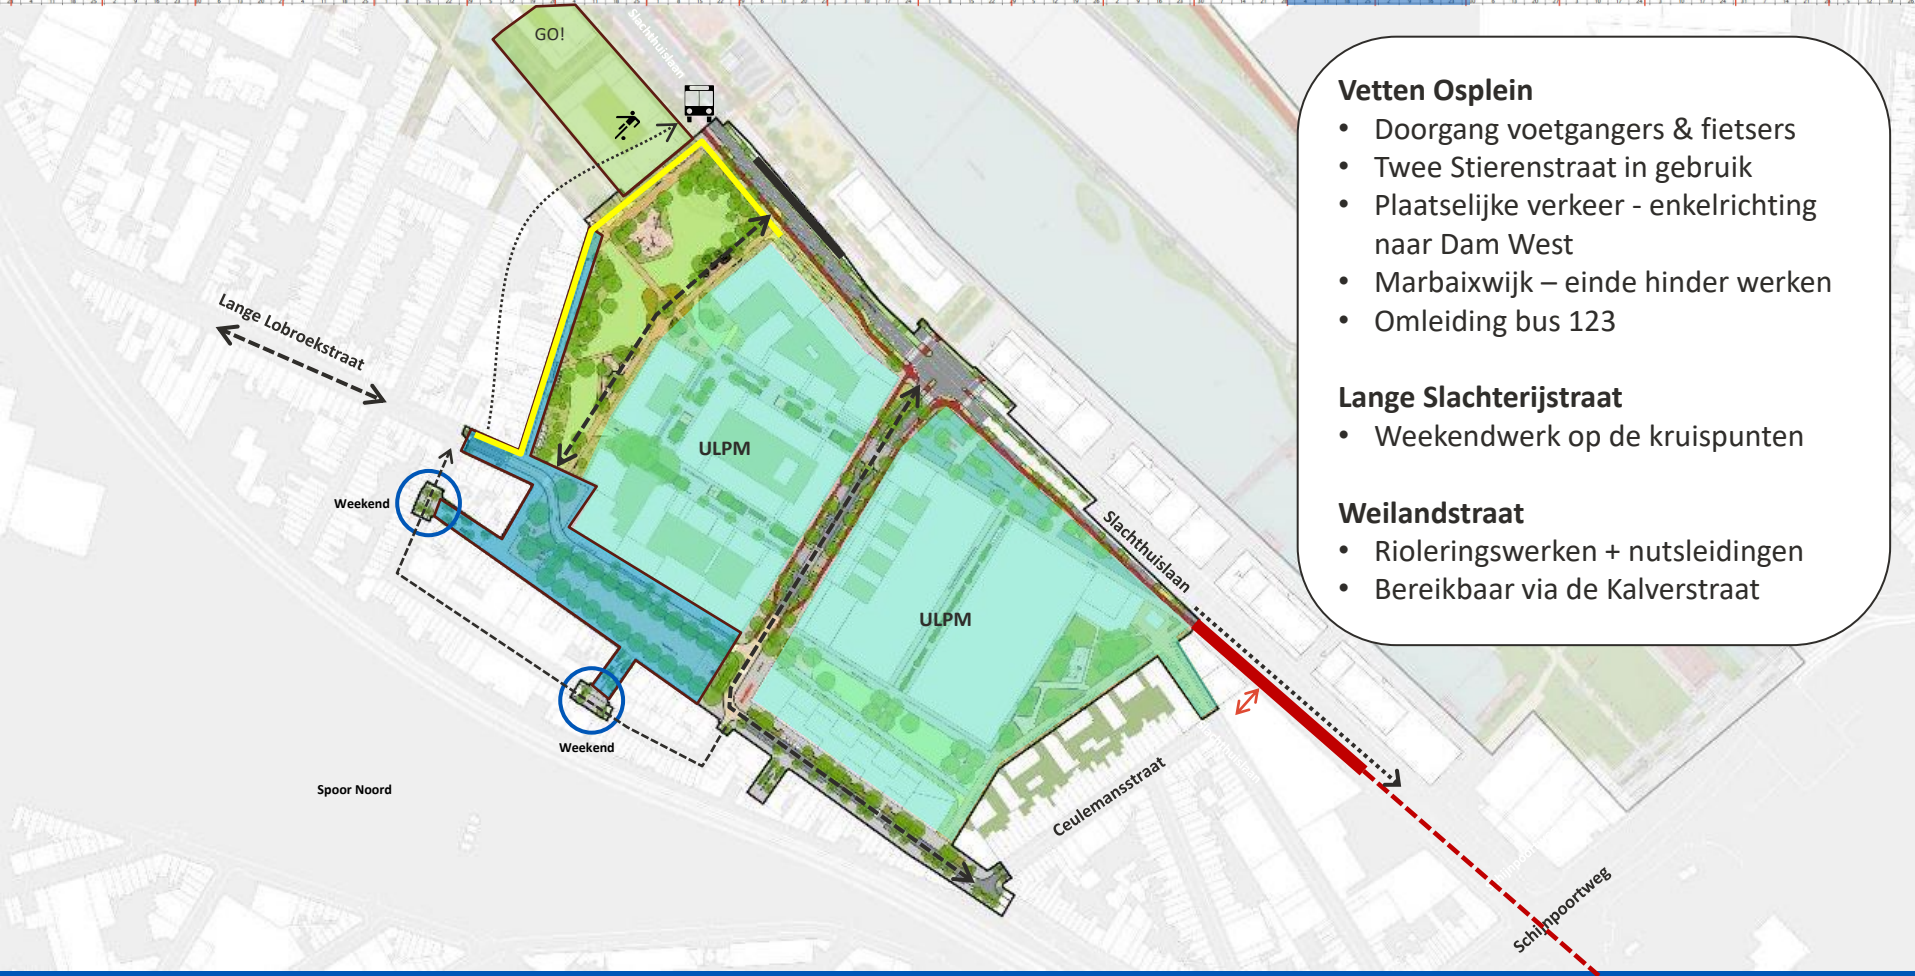 GO!
Slachthuislaan
Vetten Osplein
• Doorgang voetgangers & fietsers
• Twee Stierenstraat in gebruik
• Plaatselijke verkeer - enkelrichting
naar Dam West
• Marbaixwijk – einde hinder werken
• Omleiding bus 123
Lange Slachterijstraat
• Weekendwerk op de kruispunten
Weilandstraat
• Rioleringswerken + nutsleidingen
• Bereikbaar via de Kalverstraat
Lange Lobroekstraat
ULPM
Weekend
Slachthuislaan
ULPM
Weekend
Spoor Noord
Ceulemansstraat
Schijnpoortweg